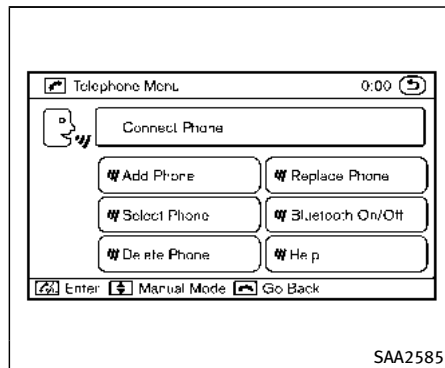 Telephone Menu 0:00
Connect Phone
Add Phone Replace Phone
Select Phone Bluetooth On/Off
Delete Phone Help
Enter Manual Mode Go Back
SAA2585